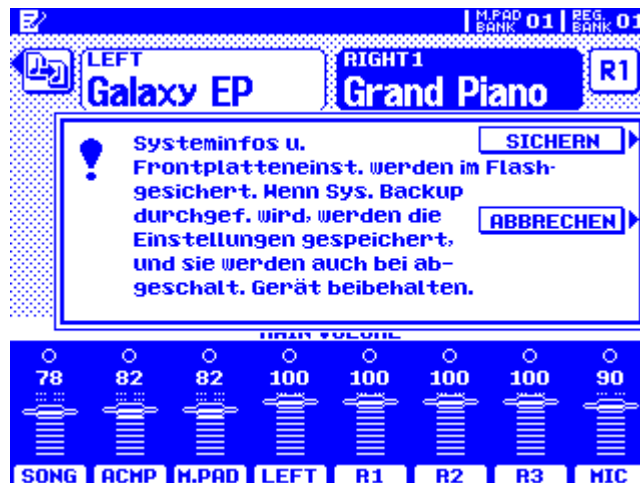 M.PAD BANK 01 REG. BANK 01
LEFT
Galaxy EP
RIGHT1
Grand Piano
R1
Systeminfos u.
Frontplatteneinst. werden im Flash-
gesichert. Wenn Sys. Backup
durchgef. wird, werden die
Einstellungen gespeichert,
und sie werden auch bei ab-
geschalt. Gerät beibehalten.
SICHERN
ABBRECHEN
MAIN VOLUME
78 82 82 100 100 100 100 90
SONG ACMP M.PAD LEFT R1 R2 R3 MIC